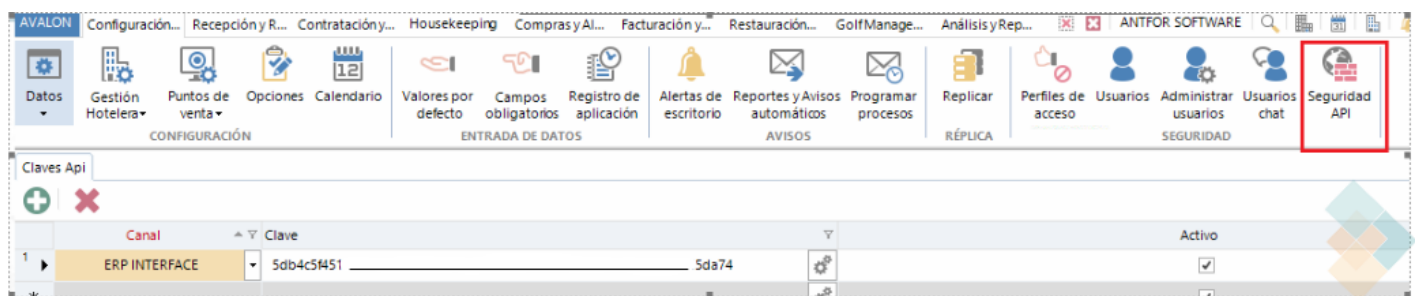 AVALON Configuración... Recepción y R... Contratación y... Housekeeping Compras y Al... Facturación y... Restauración... GolfManage... Análisis y Rep... ANTFOR SOFTWARE
31
12
Datos Gestión Hotelera Puntos de venta Opciones Calendario Valores por defecto Campos obligatorios Registro de aplicación Alertas de escritorio Reportes y Avisos automáticos Programar procesos Replicar Perfiles de acceso Usuarios Administrar usuarios Usuarios chat Seguridad API
CONFIGURACIÓN ENTRADA DE DATOS AVISOS RÉPLICA SEGURIDAD
Claves Api
Canal Clave Activo
1 ERP INTERFACE 5db4c5f451 5da74
*